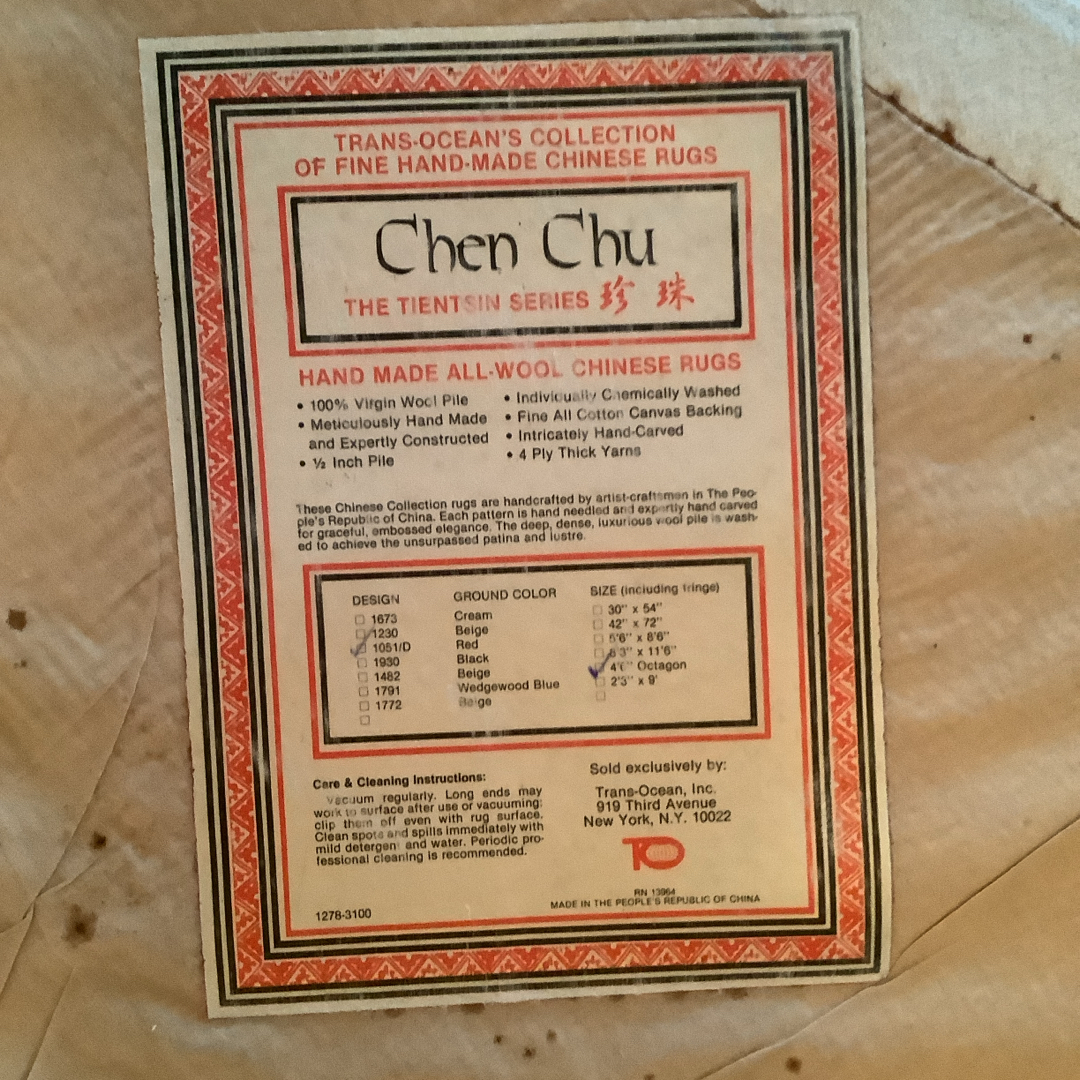 TRANS-OCEAN'S COLLECTION
OF FINE HAND-MADE CHINESE RUGS
Chen Chu
THE TIENTSIN SERIES 珍 珠
HAND MADE ALL-WOOL CHINESE RUGS
• 100% Virgin Wool Pile
• Meticulously Hand Made
and Expertly Constructed
• ½ Inch Pile
• Individually Chemically Washed
• Fine All Cotton Canvas Backing
• Intricately Hand-Carved
• 4 Ply Thick Yarns
These Chinese Collection rugs are handcrafted by artist-craftsmen in The Peo-
ple's Republic of China. Each pattern is hand needled and expertly hand carved
for graceful, embossed elegance. The deep, dense, luxurious wool pile is wash-
ed to achieve the unsurpassed patina and lustre.
DESIGN GROUND COLOR SIZE (including fringe)
1673 Cream 30" x 54"
1230 Beige 42" x 72"
1051/D Red 5'6" x 8'6"
1930 Black 8'3" x 11'6"
1482 Beige Octagon
1791 Wedgewood Blue 2'3" x 9'
1772 Beige
Care & Cleaning Instructions:
Vacuum regularly. Long ends may
work to surface after use or vacuuming;
clip them off even with rug surface.
Clean spots and spills immediately with
mild detergent and water. Periodic pro-
fessional cleaning is recommended.
1278-3100
Sold exclusively by:
Trans-Ocean, Inc.
919 Third Avenue
New York, N.Y. 10022
TO
RN 13964
MADE IN THE PEOPLE'S REPUBLIC OF CHINA